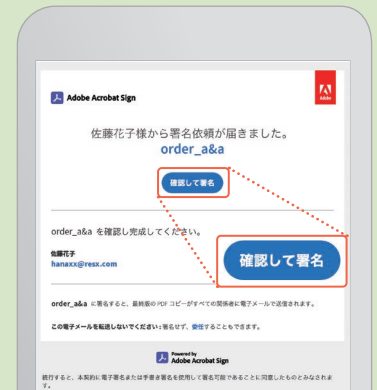 Adobe Acrobat Sign
Adobe
佐藤花子様から署名依頼が届きました。
order_a&a
確認して署名
order_a&a を確認し完成してください。
佐藤花子
hanaxx@resx.com
確認して署名
order_a&a に署名すると、最終版の PDF コピーがすべての関係者に電子メールで送信されます。
この電子メールを転送しないでください:署名せず、委任することもできます。
Powered by
Adobe Acrobat Sign
続行すると、本契約に電子署名または手書き署名を使用して署名可能であることに同意したものとみなされま
す。